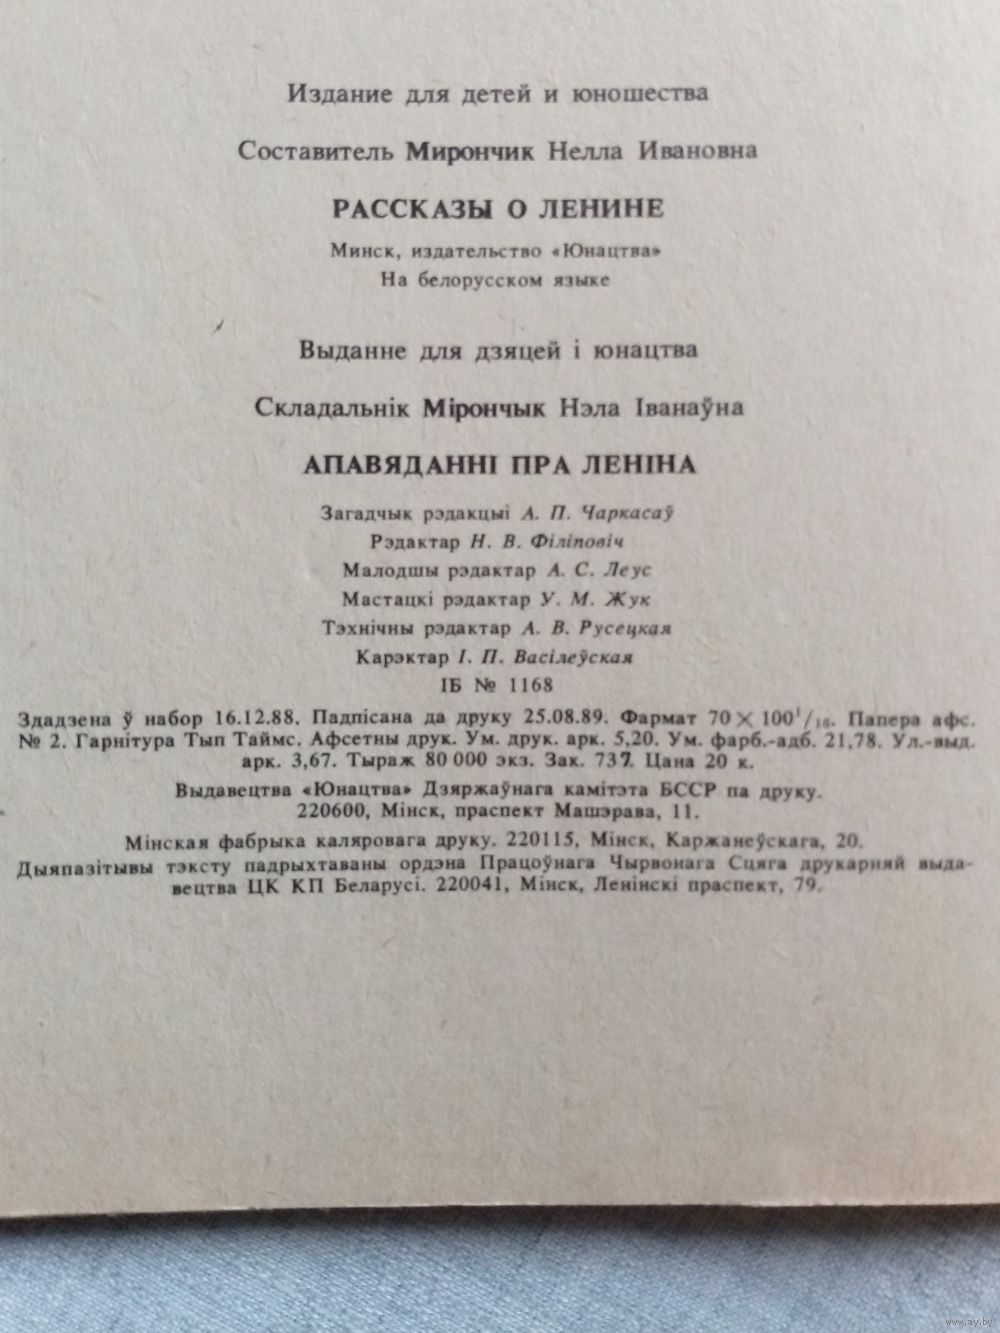 Издание для детей и юношества
Составитель Мирончик Нелла Ивановна
РАССКАЗЫ О ЛЕНИНЕ
Минск, издательство «Юнацтва»
На белорусском языке
Выданне для дзяцей і юнацтва
Складальнік Мірончык Нэла Іванаўна
АПАВЯДАННІ ПРА ЛЕНІНА
Загадчык рэдакцыі А. П. Чаркасаў
Рэдактар Н. В. Філіповіч
Малодшы рэдактар А. С. Леус
Мастацкі рэдактар У. М. Жук
Тэхнічны рэдактар А. В. Русецкая
Карэктар І. П. Васілеўская
ІБ № 1168
Здадзена ў набор 16.12.88. Падпісана да друку 25.08.89. Фармат 70×100¹/₁₆. Папера афс.
№ 2. Гарнітура Тып Таймс. Афсетны друк. Ум. друк. арк. 5,20. Ум. фарб.-адб. 21,78. Ул.-выд.
арк. 3,67. Тыраж 80 000 экз. Зак. 737. Цана 20 к.
Выдавецтва «Юнацтва» Дзяржаўнага камітэта БССР па друку.
220600, Мінск, праспект Машэрава, 11.
Мінская фабрыка каляровага друку. 220115, Мінск, Каржанеўскага, 20.
Дыяпазітывы тэксту падрыхтаваны ордэна Працоўнага Чырвонага Сцяга друкарняй выда-
вецтва ЦК КП Беларусі. 220041, Мінск, Ленінскі праспект, 79.
www.ay.by